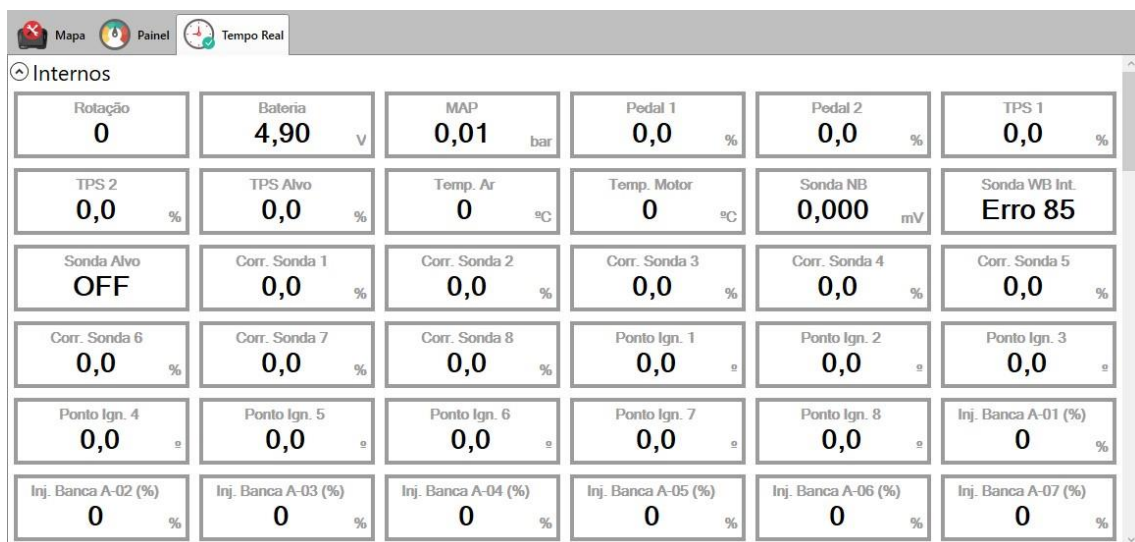 Mapa Painel Tempo Real
Internos
Rotação Bateria MAP Pedal 1 Pedal 2 TPS 1
0 4,90 V 0,01 bar 0,0 % 0,0 % 0,0 %
TPS 2 TPS Alvo Temp. Ar Temp. Motor Sonda NB Sonda WB Int.
0,0 % 0,0 % 0 ºC 0 ºC 0,000 mV Erro 85
Sonda Alvo Corr. Sonda 1 Corr. Sonda 2 Corr. Sonda 3 Corr. Sonda 4 Corr. Sonda 5
OFF 0,0 % 0,0 % 0,0 % 0,0 % 0,0 %
Corr. Sonda 6 Corr. Sonda 7 Corr. Sonda 8 Ponto Ign. 1 Ponto Ign. 2 Ponto Ign. 3
0,0 % 0,0 % 0,0 % 0,0 º 0,0 º 0,0 º
Ponto Ign. 4 Ponto Ign. 5 Ponto Ign. 6 Ponto Ign. 7 Ponto Ign. 8 Inj. Banca A-01 (%)
0,0 º 0,0 º 0,0 º 0,0 º 0,0 º 0 %
Inj. Banca A-02 (%) Inj. Banca A-03 (%) Inj. Banca A-04 (%) Inj. Banca A-05 (%) Inj. Banca A-06 (%) Inj. Banca A-07 (%)
0 % 0 % 0 % 0 % 0 % 0 %